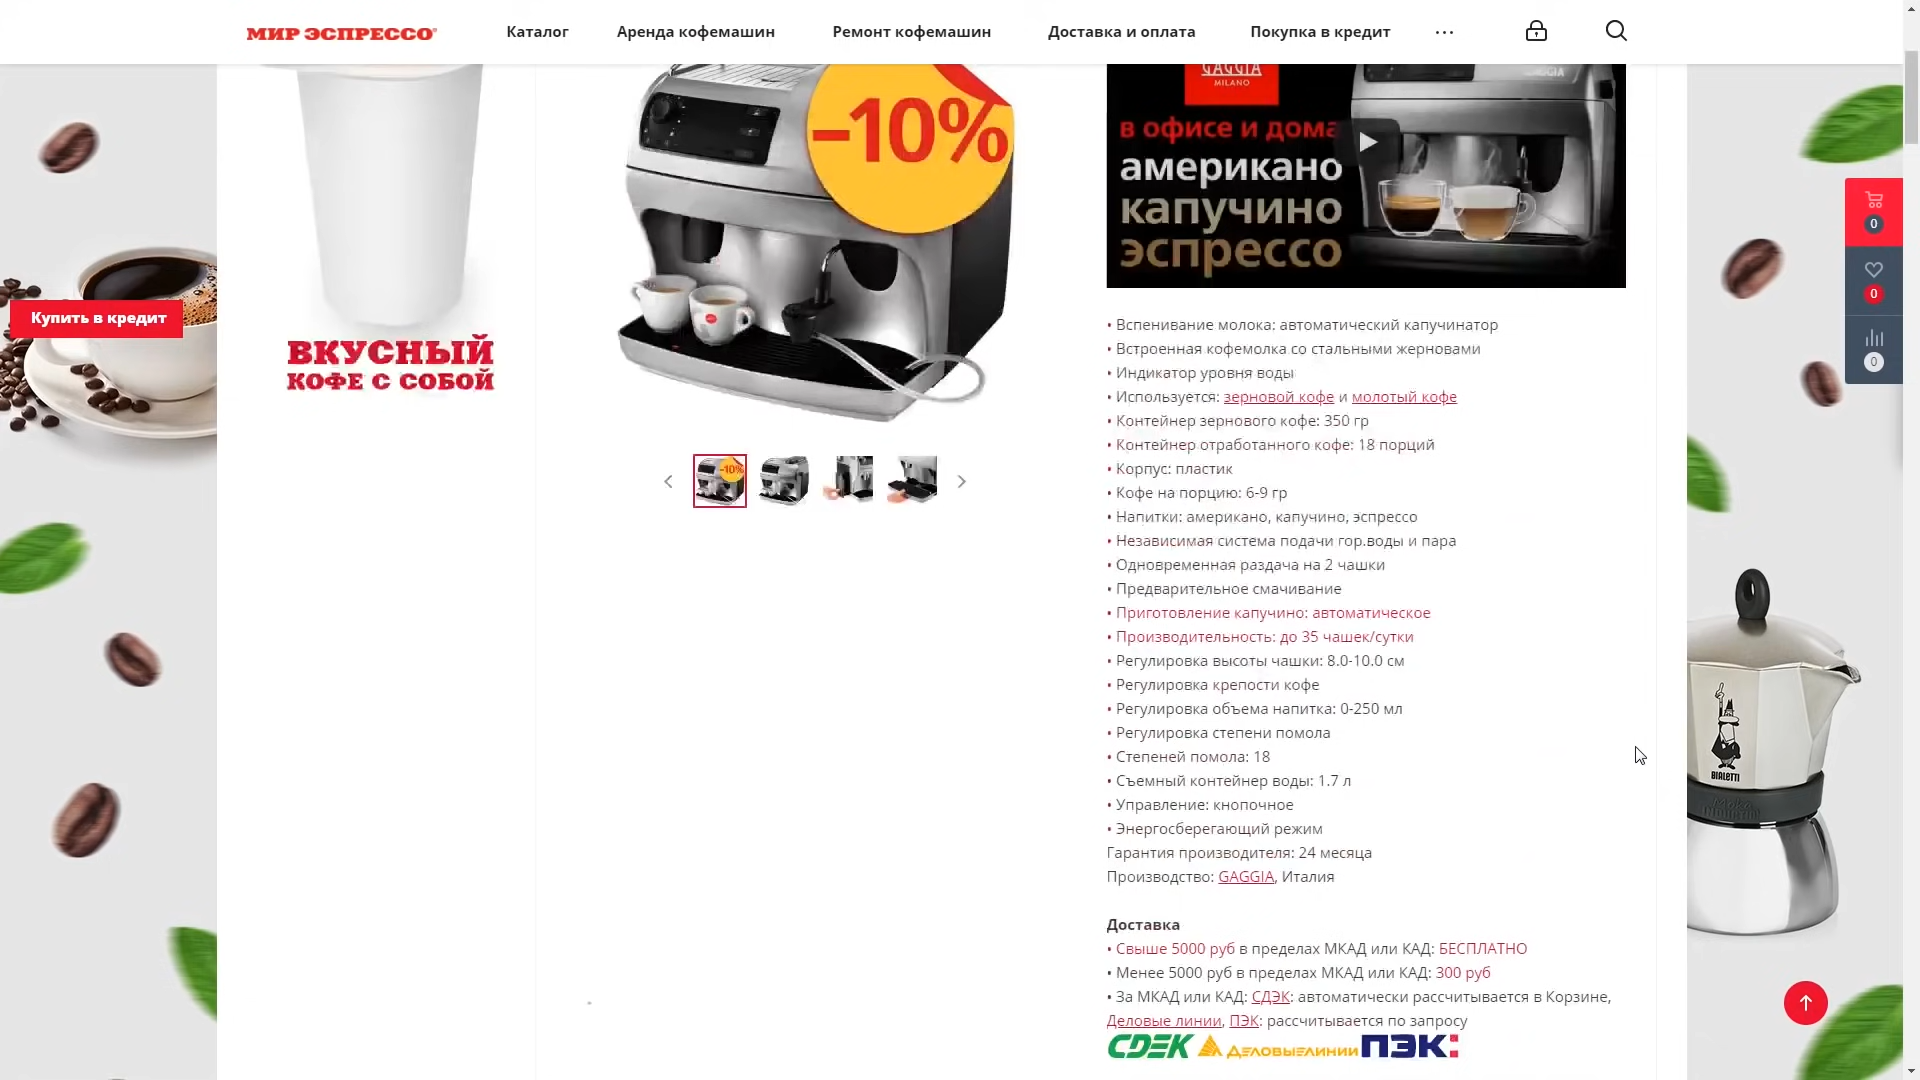 МИР ЭСПРЕССО
Каталог
Аренда кофемашин
Ремонт кофемашин
Доставка и оплата
Покупка в кредит
...
0
0
0
Купить в кредит
ВКУСНЫЙ
КОФЕ С СОБОЙ
–10%
–10%
GAGGIA
MILANO
в офисе и дома
американо
капучино
эспрессо
• Вспенивание молока: автоматический капучинатор
• Встроенная кофемолка со стальными жерновами
• Индикатор уровня воды
• Используется: зерновой кофе и молотый кофе
• Контейнер зернового кофе: 350 гр
• Контейнер отработанного кофе: 18 порций
• Корпус: пластик
• Кофе на порцию: 6-9 гр
• Напитки: американо, капучино, эспрессо
• Независимая система подачи гор.воды и пара
• Одновременная раздача на 2 чашки
• Предварительное смачивание
• Приготовление капучино: автоматическое
• Производительность: до 35 чашек/сутки
• Регулировка высоты чашки: 8.0-10.0 см
• Регулировка крепости кофе
• Регулировка объема напитка: 0-250 мл
• Регулировка степени помола
• Степеней помола: 18
• Съемный контейнер воды: 1.7 л
• Управление: кнопочное
• Энергосберегающий режим
Гарантия производителя: 24 месяца
Производство: GAGGIA, Италия
Доставка
• Свыше 5000 руб в пределах МКАД или КАД: БЕСПЛАТНО
• Менее 5000 руб в пределах МКАД или КАД: 300 руб
• За МКАД или КАД: СДЭК: автоматически рассчитывается в Корзине,
Деловые линии, ПЭК: рассчитывается по запросу
CDEK ДЕЛОВЫЕ ЛИНИИ ПЭК:
BIALETTI